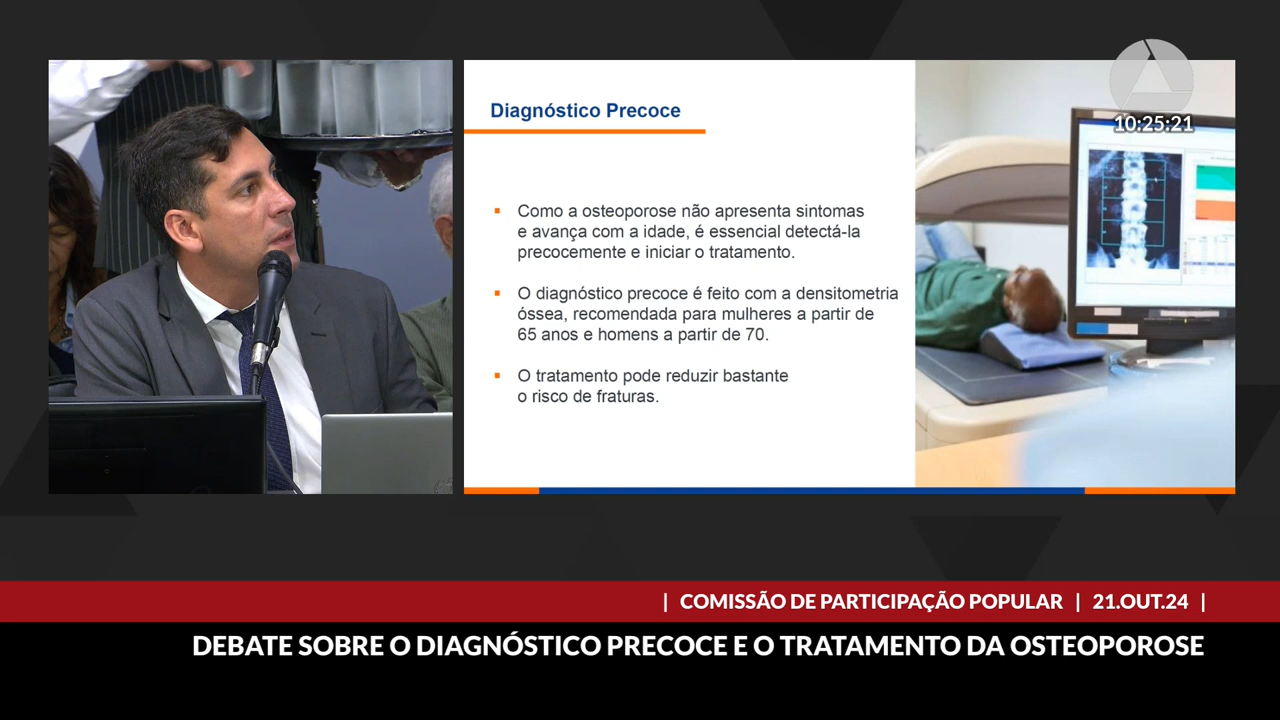 10:25:21
Diagnóstico Precoce
▪ Como a osteoporose não apresenta sintomas
e avança com a idade, é essencial detectá-la
precocemente e iniciar o tratamento.
▪ O diagnóstico precoce é feito com a densitometria
óssea, recomendada para mulheres a partir de
65 anos e homens a partir de 70.
▪ O tratamento pode reduzir bastante
o risco de fraturas.
| COMISSÃO DE PARTICIPAÇÃO POPULAR | 21.OUT.24 |
DEBATE SOBRE O DIAGNÓSTICO PRECOCE E O TRATAMENTO DA OSTEOPOROSE